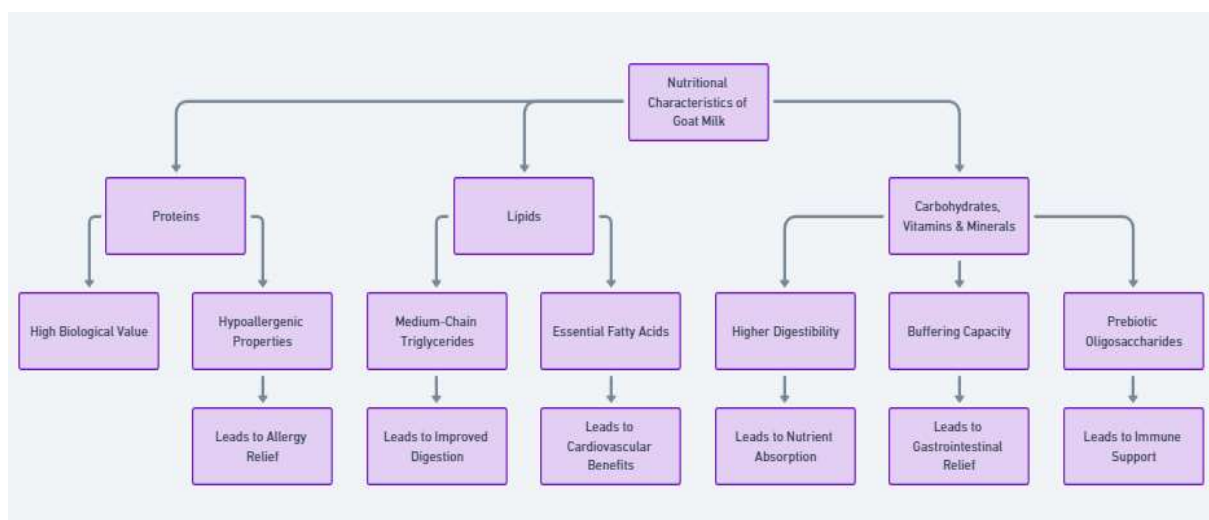 Nutritional
Characteristics of
Goat Milk
Proteins
Lipids
Carbohydrates,
Vitamins & Minerals
High Biological Value
Hypoallergenic
Properties
Medium-Chain
Triglycerides
Essential Fatty Acids
Higher Digestibility
Buffering Capacity
Prebiotic
Oligosaccharides
Leads to Allergy
Relief
Leads to Improved
Digestion
Leads to
Cardiovascular
Benefits
Leads to Nutrient
Absorption
Leads to
Gastrointestinal
Relief
Leads to Immune
Support